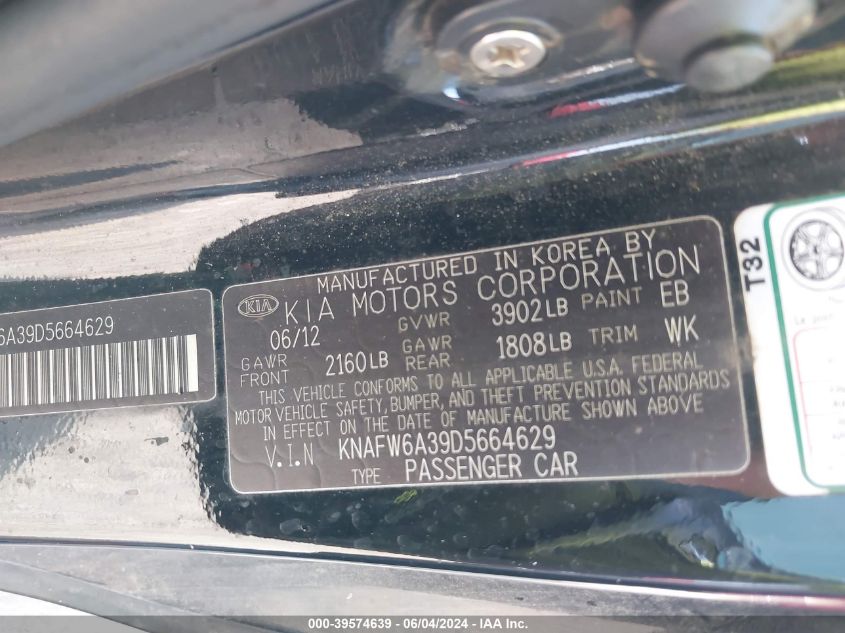 MANUFACTURED IN KOREA BY
KIA KIA MOTORS CORPORATION
06/12 GVWR 3902LB PAINT EB
GAWR FRONT 2160LB GAWR REAR 1808LB TRIM WK
THIS VEHICLE CONFORMS TO ALL APPLICABLE U.S.A. FEDERAL
MOTOR VEHICLE SAFETY, BUMPER, AND THEFT PREVENTION STANDARDS
IN EFFECT ON THE DATE OF MANUFACTURE SHOWN ABOVE
V.I.N KNAFW6A39D5664629
TYPE PASSENGER CAR
6A39D5664629
T32
000-39574639 - 06/04/2024 - IAAI.com